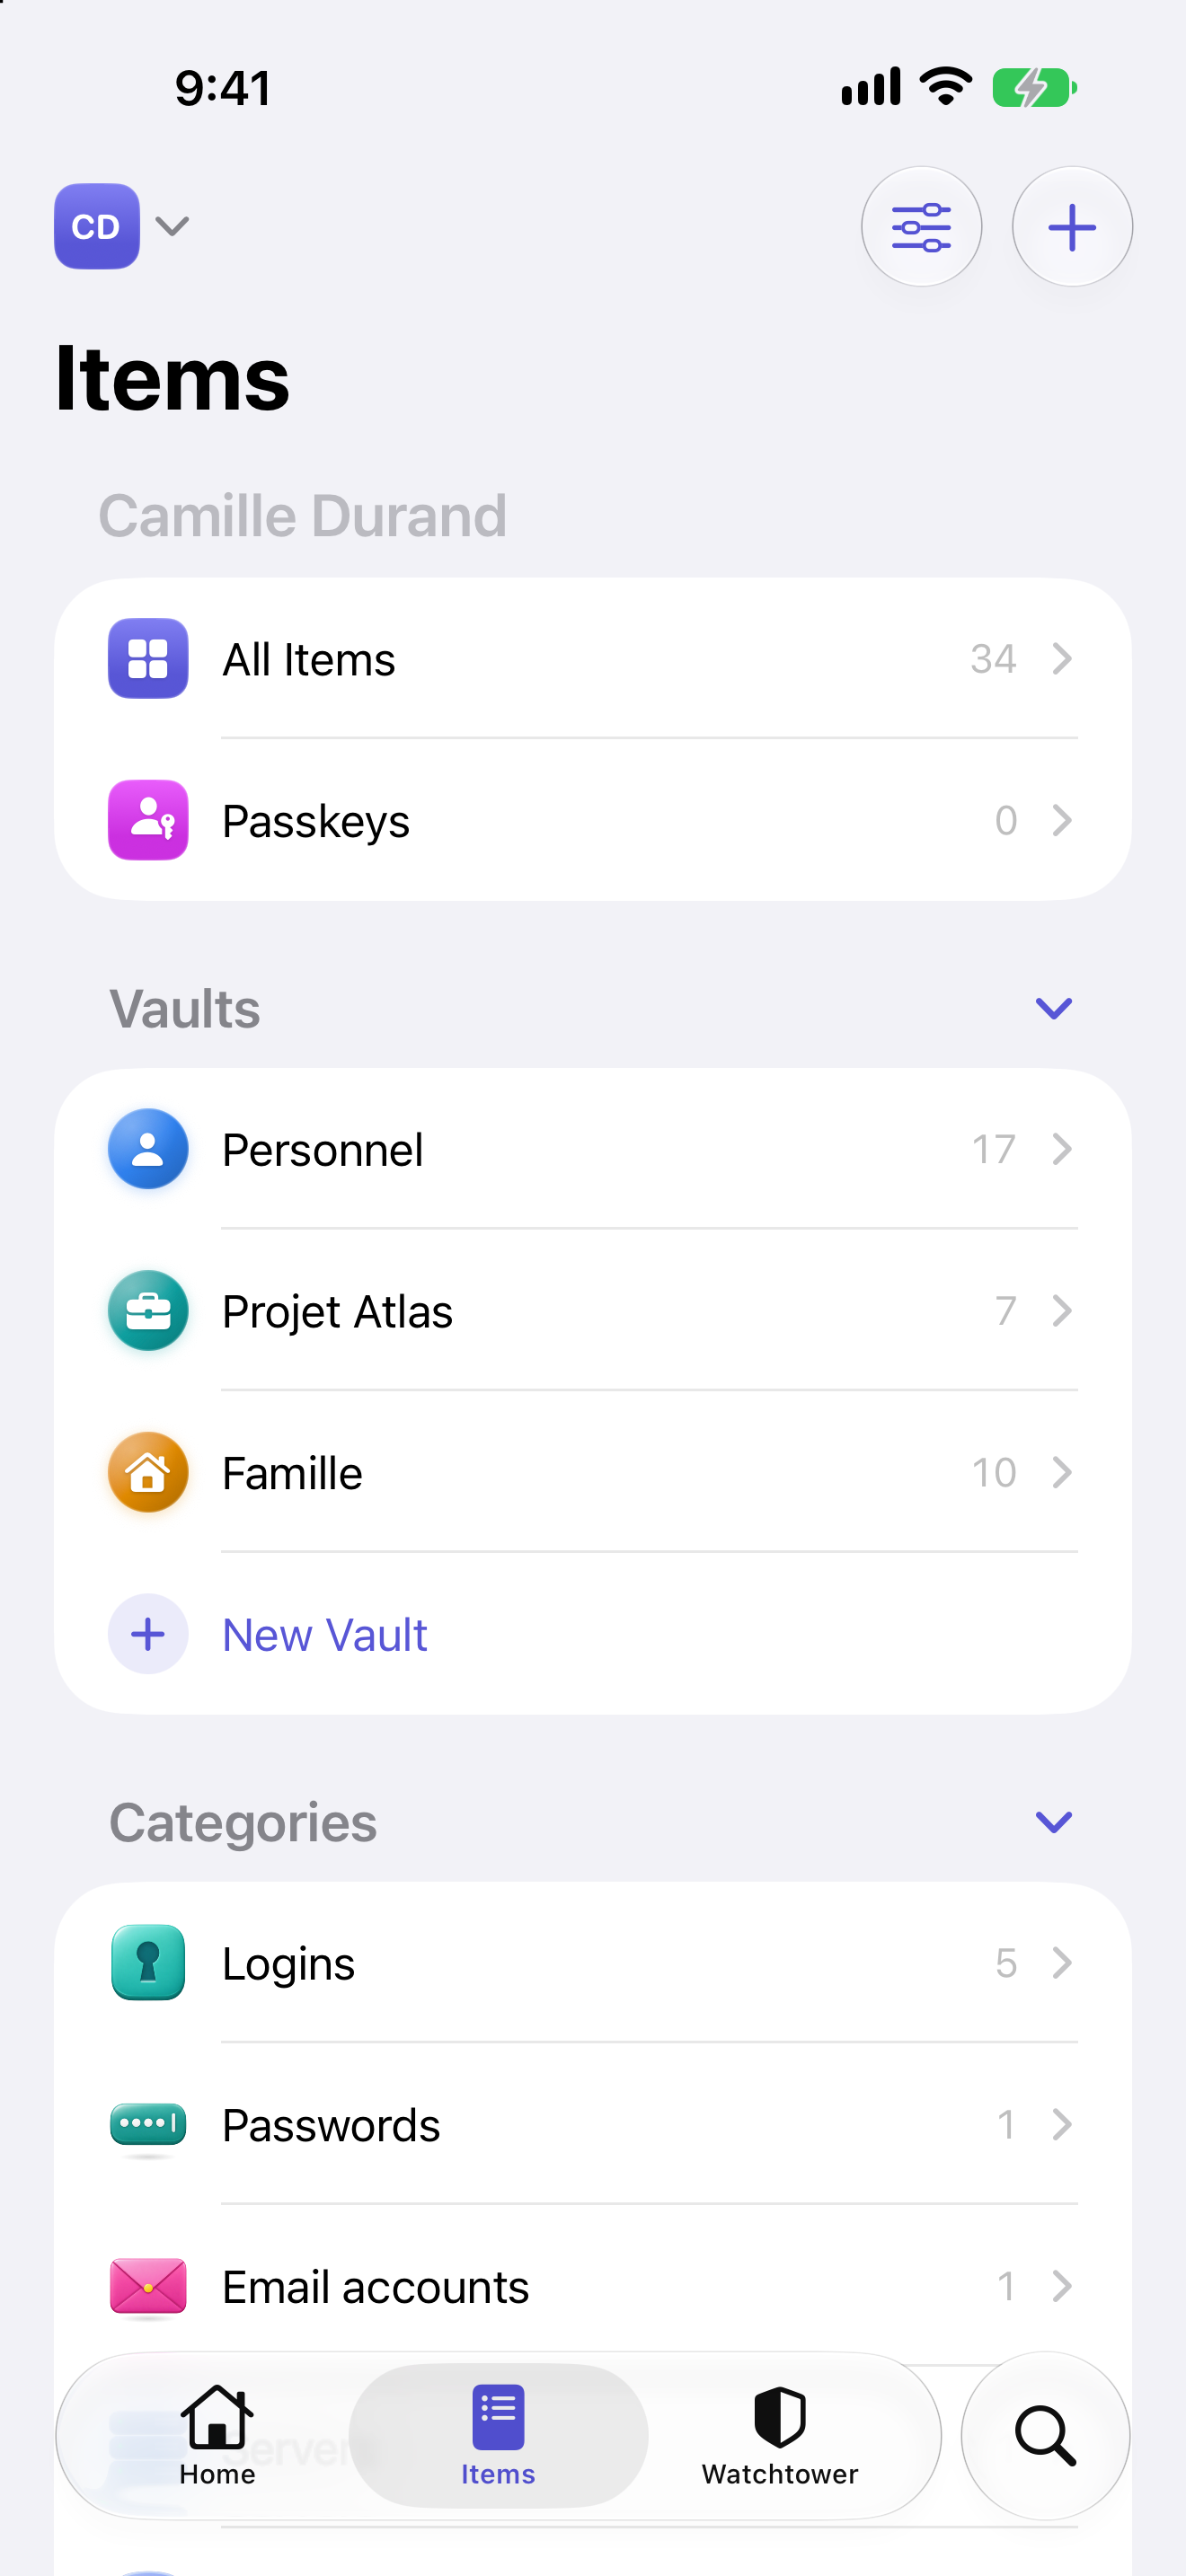 9:41
CD
Items
Camille Durand
All Items 34
Passkeys 0
Vaults
Personnel 17
Projet Atlas 7
Famille 10
New Vault
Categories
Logins 5
Passwords 1
Email accounts 1
Server
Home Items Watchtower